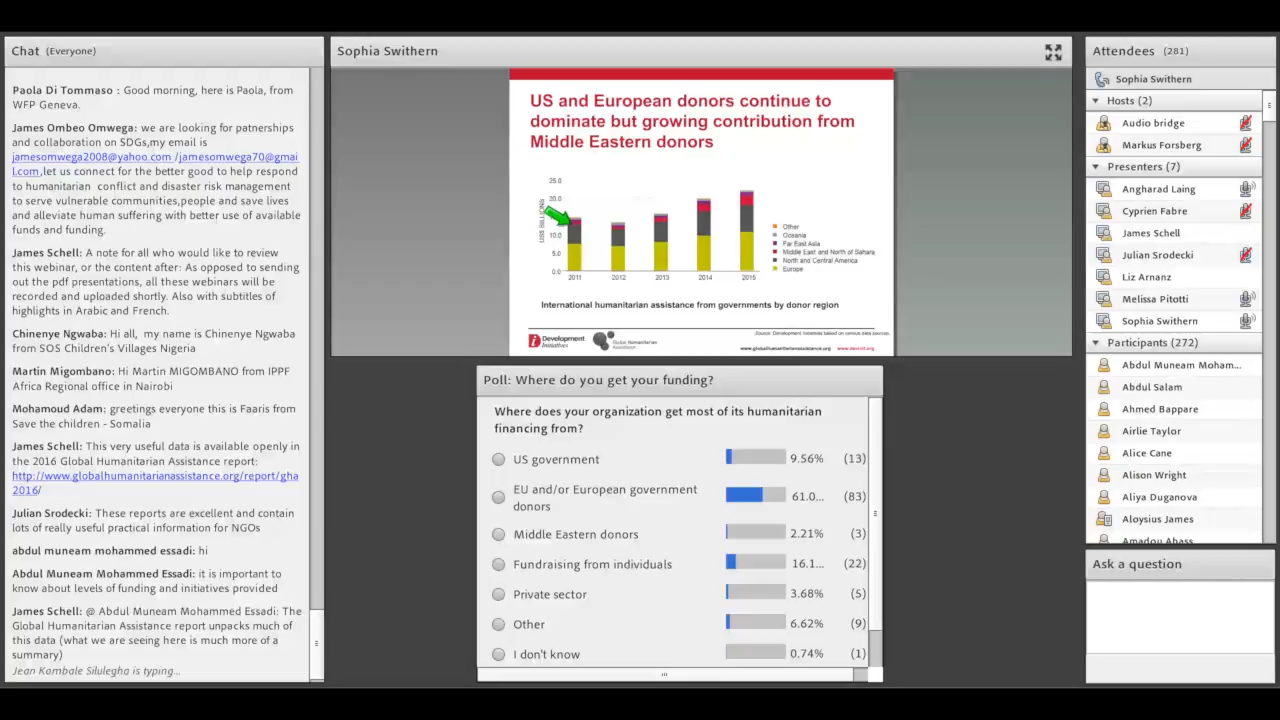 Chat (Everyone)
Paola Di Tommaso : Good morning, here is Paola, from
WFP Geneva.
James Ombeo Omwega: we are looking for patnerships
and collaboration on SDGs,my email is
jamesomwega2008@yahoo.com /jamesomwega70@gmai
l.com,let us connect for the better good to help respond
to humanitarian conflict and disaster risk management
to serve vulnerable communities,people and save lives
and alleviate human suffering with better use of available
funds and funding.
James Schell: A note for all who would like to review
this webinar, or the content after: As opposed to sending
out the pdf presentations, all these webinars will be
recorded and uploaded shortly. Also with subtitles of
highlights in Arabic and French.
Chinenye Ngwaba: Hi all, my name is Chinenye Ngwaba
from SOS Children's Villages Nigeria
Martin Migombano: Hi Martin MIGOMBANO from IPPF
Africa Regional office in Nairobi
Mohamoud Adam: greetings everyone this is Faaris from
Save the children - Somalia
James Schell: This very useful data is available openly in
the 2016 Global Humanitarian Assistance report:
http://www.globalhumanitarianassistance.org/report/gha
2016/
Julian Srodecki: These reports are excellent and contain
lots of really useful practical information for NGOs
abdul muneam mohammed essadi: hi
Abdul Muneam Mohammed Essadi: it is important to
know about levels of funding and initiatives provided
James Schell: @ Abdul Muneam Mohammed Essadi: The
Global Humanitarian Assistance report unpacks much of
this data (what we are seeing here is much more of a
summary)
Jean Kombale Silulegha is typing...
Sophia Swithern
US and European donors continue to
dominate but growing contribution from
Middle Eastern donors
US$ BILLIONS
25.0
20.0
10.0
5.0
0.0
2011 2012 2013 2014 2015
Other
Oceania
Far East Asia
Middle East and North of Sahara
North and Central America
Europe
International humanitarian assistance from governments by donor region
Source: Development Initiatives based on various data sources.
Development
Initiatives
Global Humanitarian
Assistance
www.globalhumanitarianassistance.org www.devinit.org
Poll: Where do you get your funding?
Where does your organization get most of its humanitarian
financing from?
US government 9.56% (13)
EU and/or European government
donors 61.0... (83)
Middle Eastern donors 2.21% (3)
Fundraising from individuals 16.1... (22)
Private sector 3.68% (5)
Other 6.62% (9)
I don't know 0.74% (1)
Attendees (281)
Sophia Swithern
Hosts (2)
Audio bridge
Markus Forsberg
Presenters (7)
Angharad Laing
Cyprien Fabre
James Schell
Julian Srodecki
Liz Arnanz
Melissa Pitotti
Sophia Swithern
Participants (272)
Abdul Muneam Moham...
Abdul Salam
Ahmed Bappare
Airlie Taylor
Alice Cane
Alison Wright
Aliya Duganova
Aloysius James
Amadou Abass
Ask a question